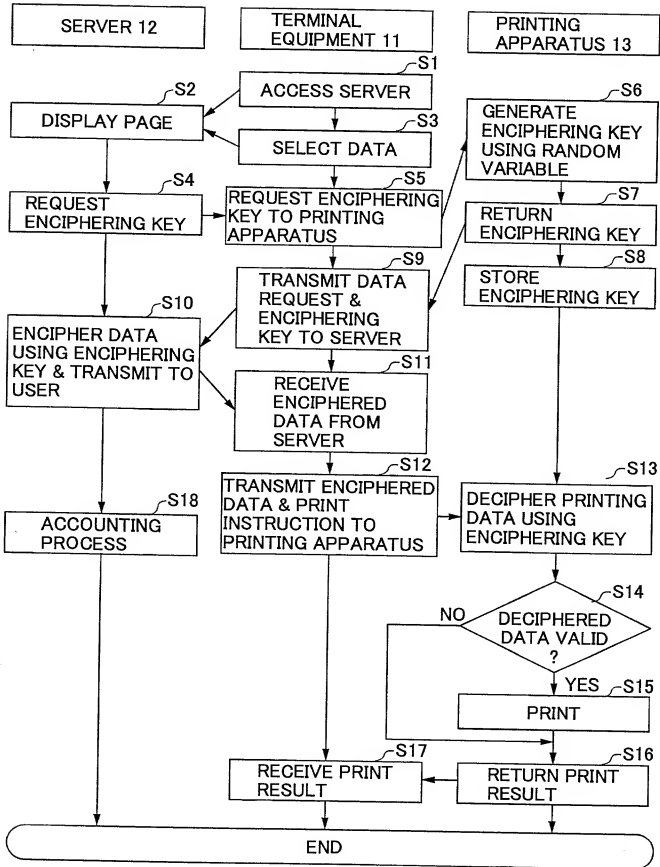 SERVER 12
TERMINAL
EQUIPMENT 11
PRINTING
APPARATUS 13
S1
ACCESS SERVER
S2
DISPLAY PAGE
S3
SELECT DATA
S4
REQUEST
ENCIPHERING KEY
S5
REQUEST ENCIPHERING
KEY TO PRINTING
APPARATUS
S6
GENERATE
ENCIPHERING KEY
USING RANDOM
VARIABLE
S7
RETURN
ENCIPHERING KEY
S8
STORE
ENCIPHERING KEY
S9
TRANSMIT DATA
REQUEST &
ENCIPHERING
KEY TO SERVER
S10
ENCIPHER DATA
USING ENCIPHERING
KEY & TRANSMIT TO
USER
S11
RECEIVE
ENCIPHERED
DATA FROM
SERVER
S12
TRANSMIT ENCIPHERED
DATA & PRINT
INSTRUCTION TO
PRINTING APPARATUS
S13
DECIPHER PRINTING
DATA USING
ENCIPHERING KEY
S18
ACCOUNTING
PROCESS
S14
NO
DECIPHERED
DATA VALID
?
YES
S15
PRINT
S16
RETURN PRINT
RESULT
S17
RECEIVE PRINT
RESULT
END